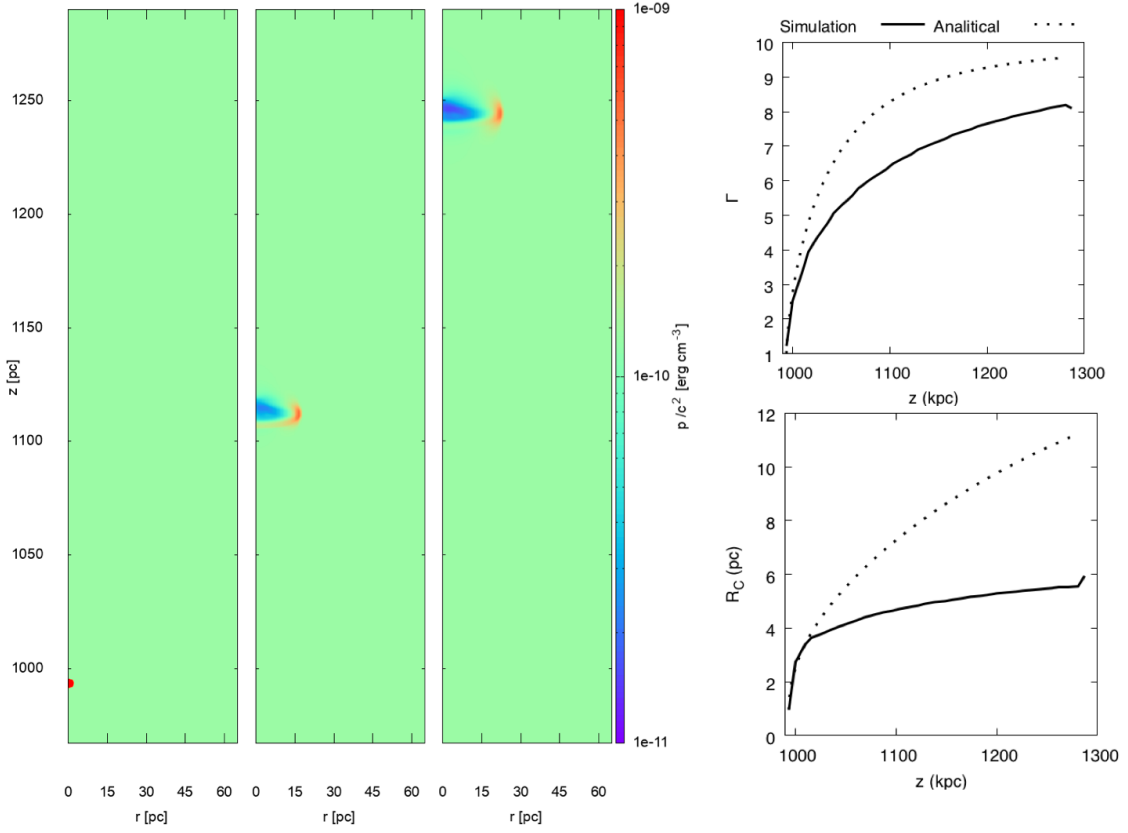 1250
1200
1150
1100
1050
1000
z [pc]
0 15 30 45 60
r [pc]
0 15 30 45 60
r [pc]
0 15 30 45 60
r [pc]
1e-09
1e-10
1e-11
p /c² [erg cm⁻³]
Simulation Analitical
10
9
8
7
6
5
4
3
2
1
Γ
1000 1100 1200 1300
z (kpc)
12
10
8
6
4
2
0
R_C (pc)
1000 1100 1200 1300
z (kpc)